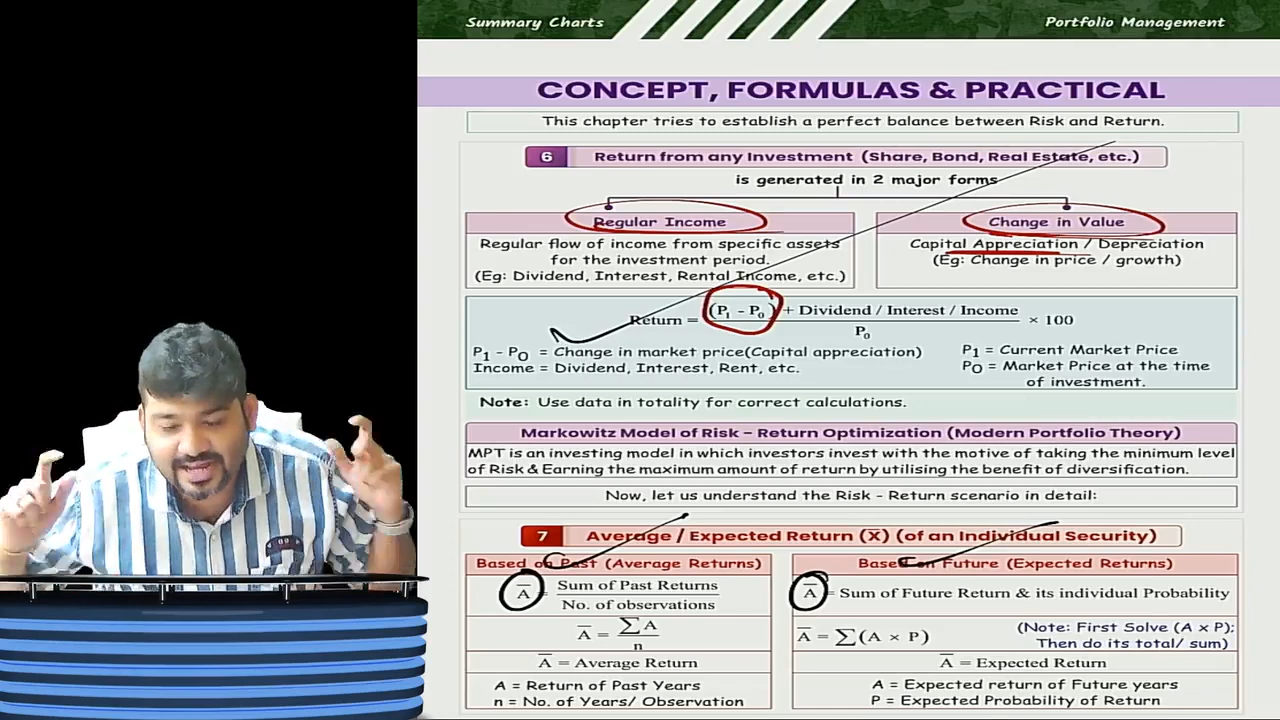 Summary Charts
Portfolio Management
CONCEPT, FORMULAS & PRACTICAL
This chapter tries to establish a perfect balance between Risk and Return.
6 Return from any Investment (Share, Bond, Real Estate, etc.)
is generated in 2 major forms
Regular Income
Regular flow of income from specific assets
for the investment period.
(Eg: Dividend, Interest, Rental Income, etc.)
Change in Value
Capital Appreciation / Depreciation
(Eg: Change in price / growth)
Return = (P₁ - P₀) + Dividend / Interest / Income / P₀ × 100
P₁ - P₀ = Change in market price(Capital appreciation)
Income = Dividend, Interest, Rent, etc.
P₁ = Current Market Price
P₀ = Market Price at the time
of investment.
Note: Use data in totality for correct calculations.
Markowitz Model of Risk – Return Optimization (Modern Portfolio Theory)
MPT is an investing model in which investors invest with the motive of taking the minimum level
of Risk & Earning the maximum amount of return by utilising the benefit of diversification.
Now, let us understand the Risk - Return scenario in detail:
7 Average / Expected Return (X̅) (of an Individual Security)
Based on Past (Average Returns)
A̅ = Sum of Past Returns / No. of observations
A̅ = ∑A / n
A̅ = Average Return
A = Return of Past Years
n = No. of Years/ Observation
Based on Future (Expected Returns)
A̅ = Sum of Future Return & its individual Probability
A̅ = ∑(A × P)
(Note: First Solve (A x P);
Then do its total/ sum)
A̅ = Expected Return
A = Expected return of Future years
P = Expected Probability of Return